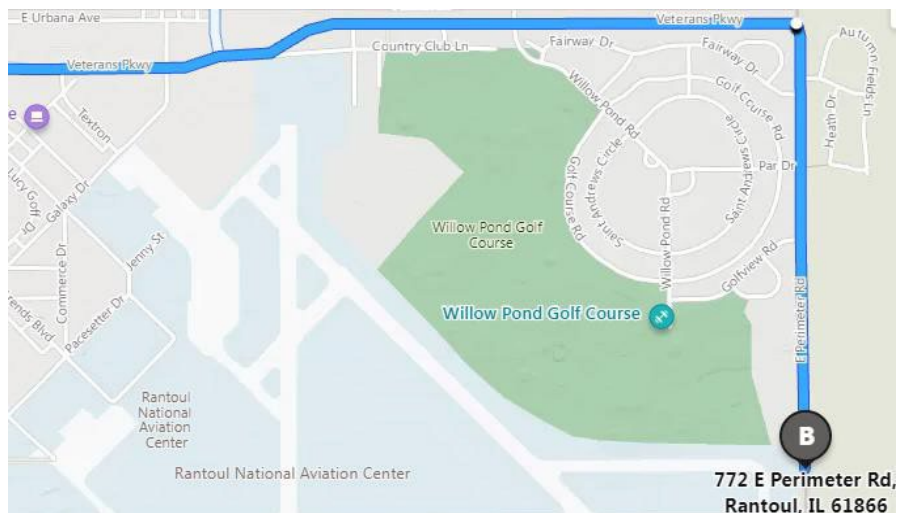 E Urbana Ave
Veterans Pkwy
Veterans Pkwy
Country Club Ln
Fairway Dr
Fairway Dr
Autumn Fields Ln
Heath Dr
Golf Course Rd
Willow Pond Rd
Textron
e
Lucy Goff Dr
Galaxy Dr
Saint Andrews Circle
Saint Andrews Circle
Par Dr
Golf Course Rd
Willow Pond Rd
Willow Pond Golf
Course
Golfview Rd
Jenny St
Commerce Dr
Pacesetter Dr
rends Blvd
E Perimeter Rd
Willow Pond Golf Course
Rantoul
National
Aviation
Center
Rantoul National Aviation Center
B
772 E Perimeter Rd,
Rantoul, IL 61866